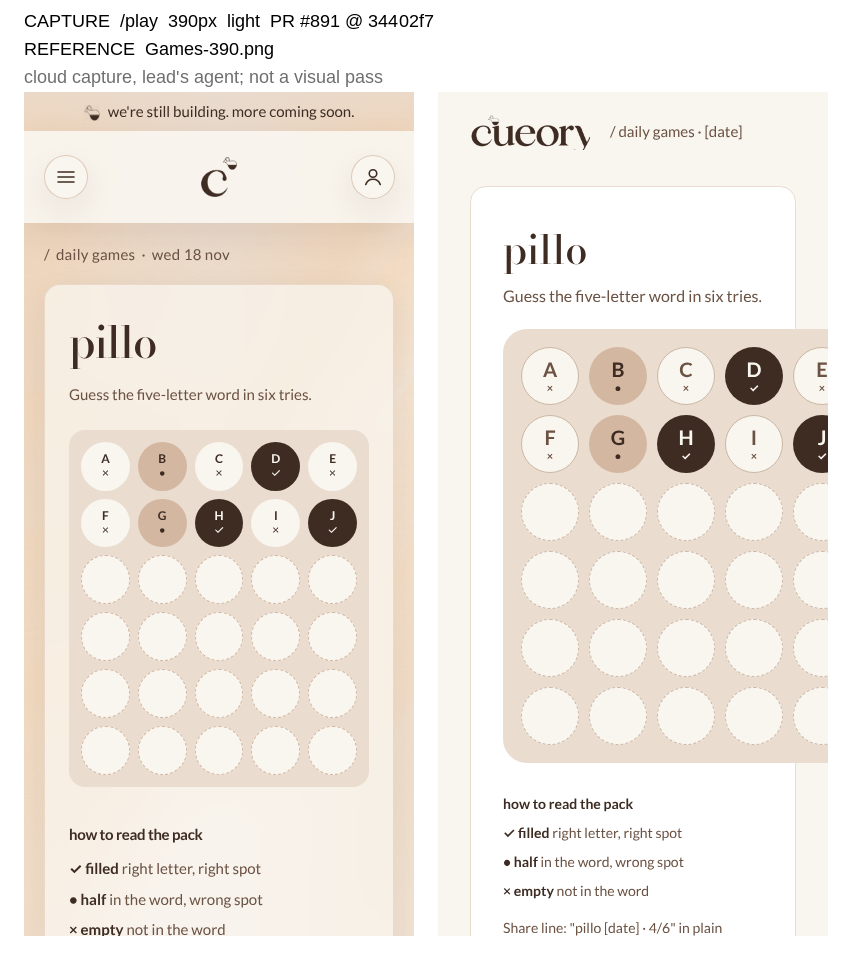 CAPTURE /play 390px light PR #891 @ 34402f7
REFERENCE Games-390.png
cloud capture, lead's agent; not a visual pass
we're still building. more coming soon.
c
/ daily games · wed 18 nov
pillo
Guess the five-letter word in six tries.
A B C D E
× • × ✓ ×
F G H I J
× • ✓ × ✓
how to read the pack
✓ filled right letter, right spot
• half in the word, wrong spot
× empty not in the word
cueory / daily games · [date]
pillo
Guess the five-letter word in six tries.
A B C D E
× • × ✓ ×
F G H I J
× • ✓ × ✓
how to read the pack
✓ filled right letter, right spot
• half in the word, wrong spot
× empty not in the word
Share line: "pillo [date] · 4/6" in plain